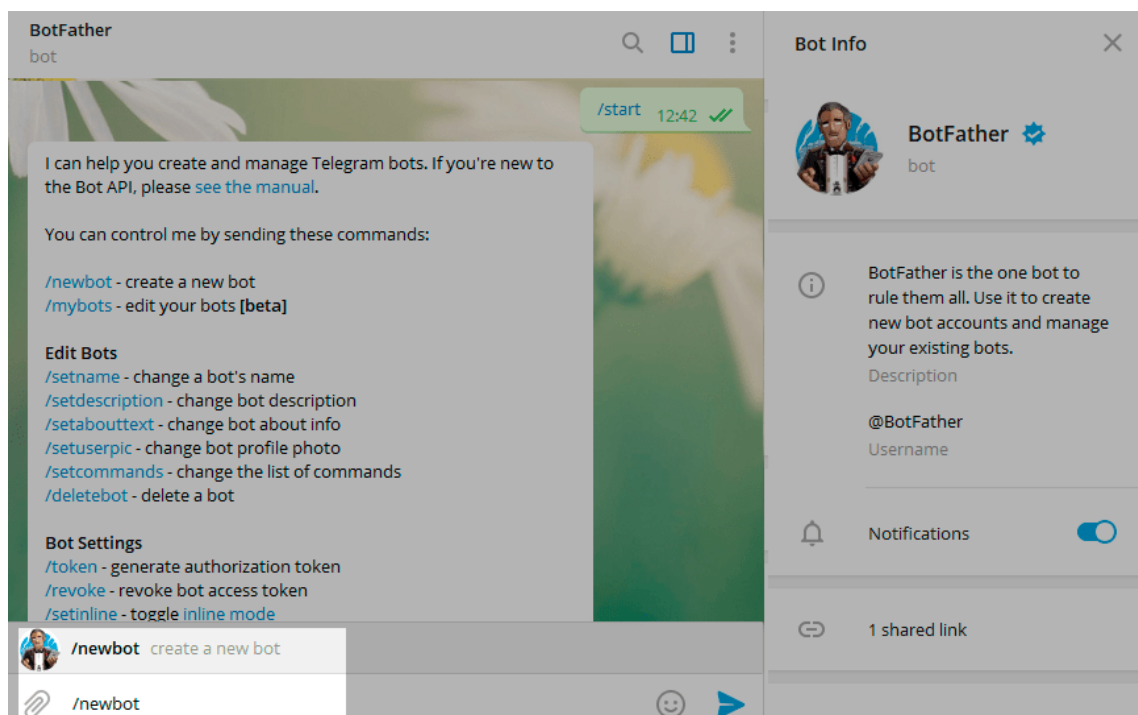 BotFather
bot
/start 12:42
I can help you create and manage Telegram bots. If you're new to
the Bot API, please see the manual.
You can control me by sending these commands:
/newbot - create a new bot
/mybots - edit your bots [beta]
Edit Bots
/setname - change a bot's name
/setdescription - change bot description
/setabouttext - change bot about info
/setuserpic - change bot profile photo
/setcommands - change the list of commands
/deletebot - delete a bot
Bot Settings
/token - generate authorization token
/revoke - revoke bot access token
/setinline - toggle inline mode
/newbot create a new bot
/newbot
Bot Info
BotFather
bot
BotFather is the one bot to
rule them all. Use it to create
new bot accounts and manage
your existing bots.
Description
@BotFather
Username
Notifications
1 shared link